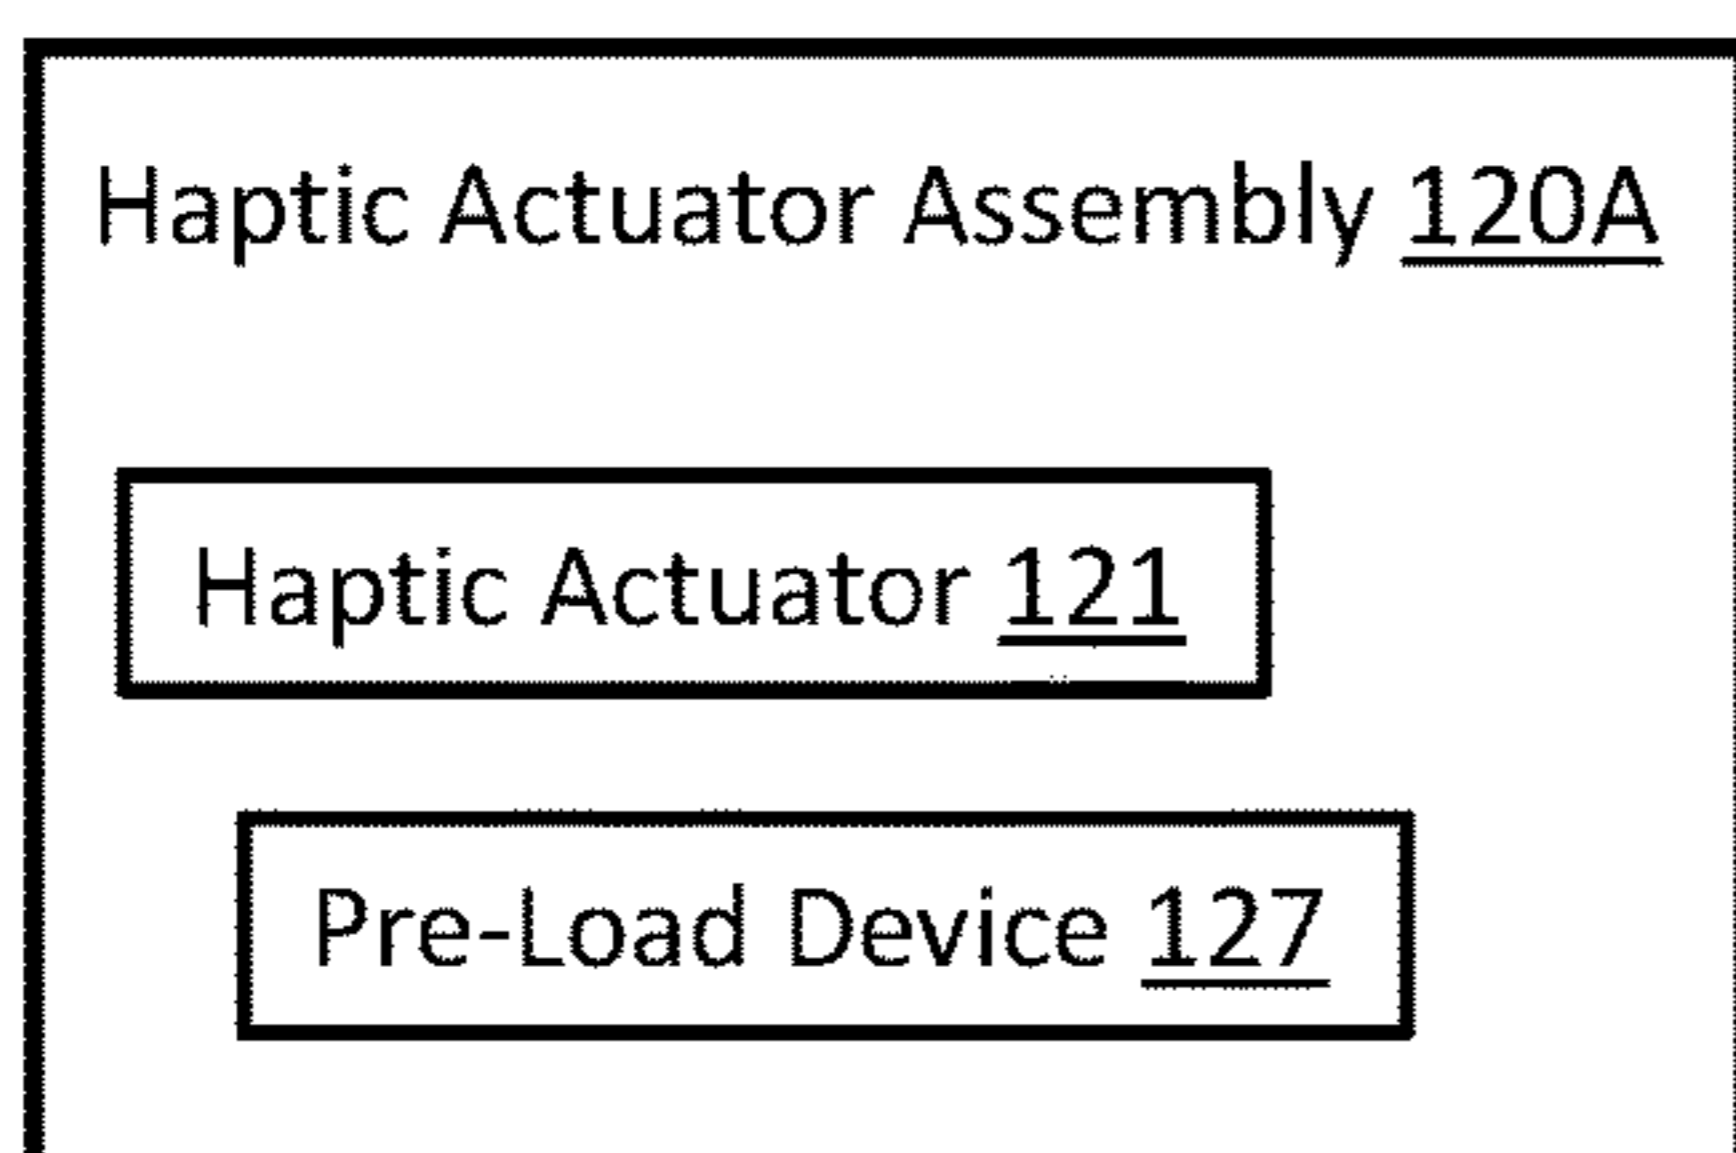 Haptic Actuator Assembly 120A
Haptic Actuator 121
Pre-Load Device 127